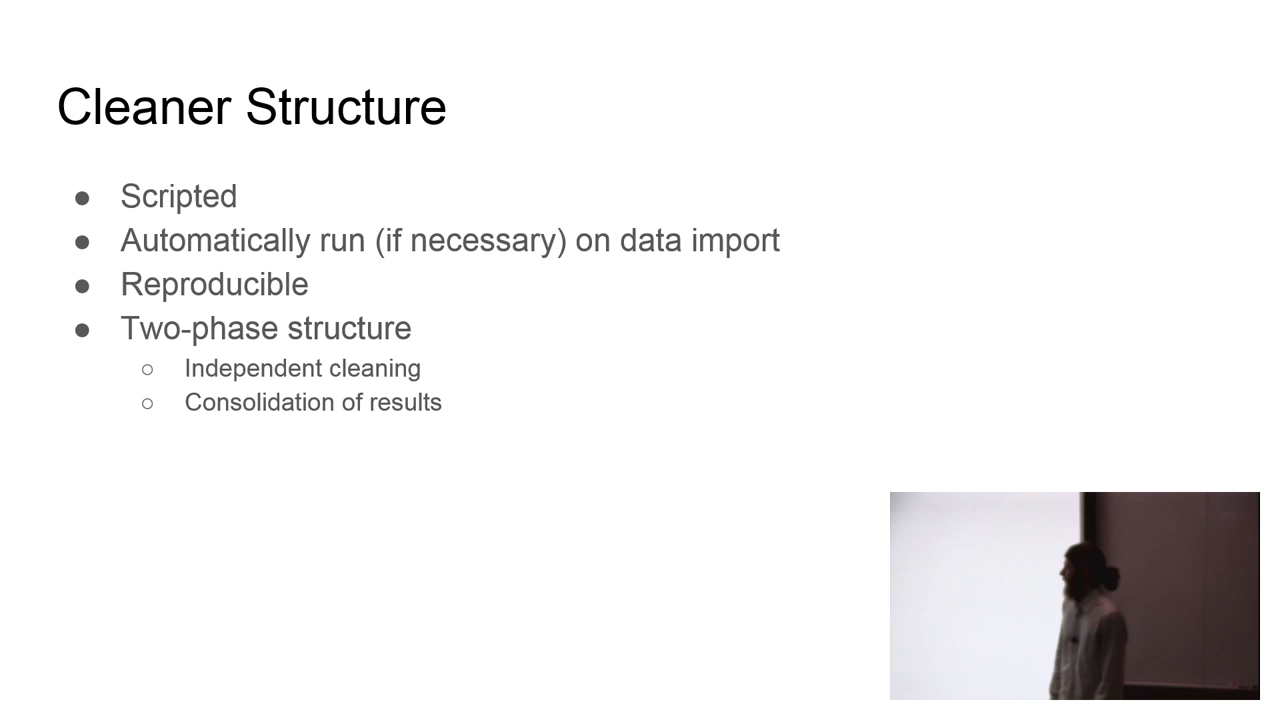 Cleaner Structure
● Scripted
● Automatically run (if necessary) on data import
● Reproducible
● Two-phase structure
○ Independent cleaning
○ Consolidation of results